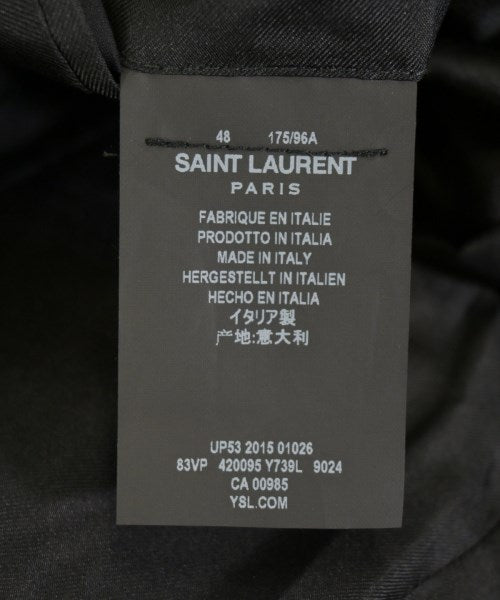 48 175/96A
SAINT LAURENT
PARIS
FABRIQUE EN ITALIE
PRODOTTO IN ITALIA
MADE IN ITALY
HERGESTELLT IN ITALIEN
HECHO EN ITALIA
イタリア製
产地:意大利
UP53 2015 01026
83VP 420095 Y739L 9024
CA 00985
YSL.COM